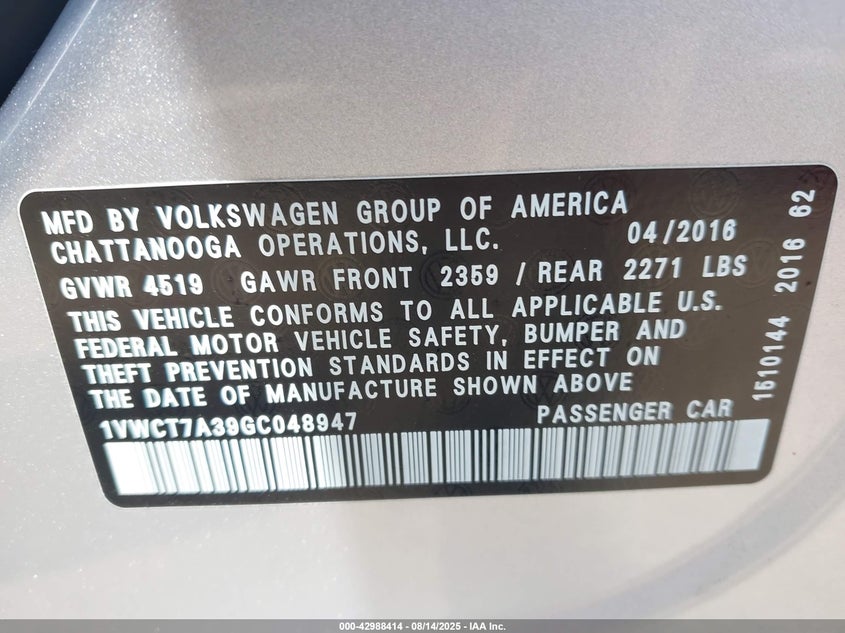 MFD BY VOLKSWAGEN GROUP OF AMERICA
CHATTANOOGA OPERATIONS, LLC. 04/2016
GVWR 4519 GAWR FRONT 2359 / REAR 2271 LBS
THIS VEHICLE CONFORMS TO ALL APPLICABLE U.S.
FEDERAL MOTOR VEHICLE SAFETY, BUMPER AND
THEFT PREVENTION STANDARDS IN EFFECT ON
THE DATE OF MANUFACTURE SHOWN ABOVE
1VWCT7A39GC048947 PASSENGER CAR
1610144 2016 62
000-42988414 - 08/14/2025 - IAA Inc.